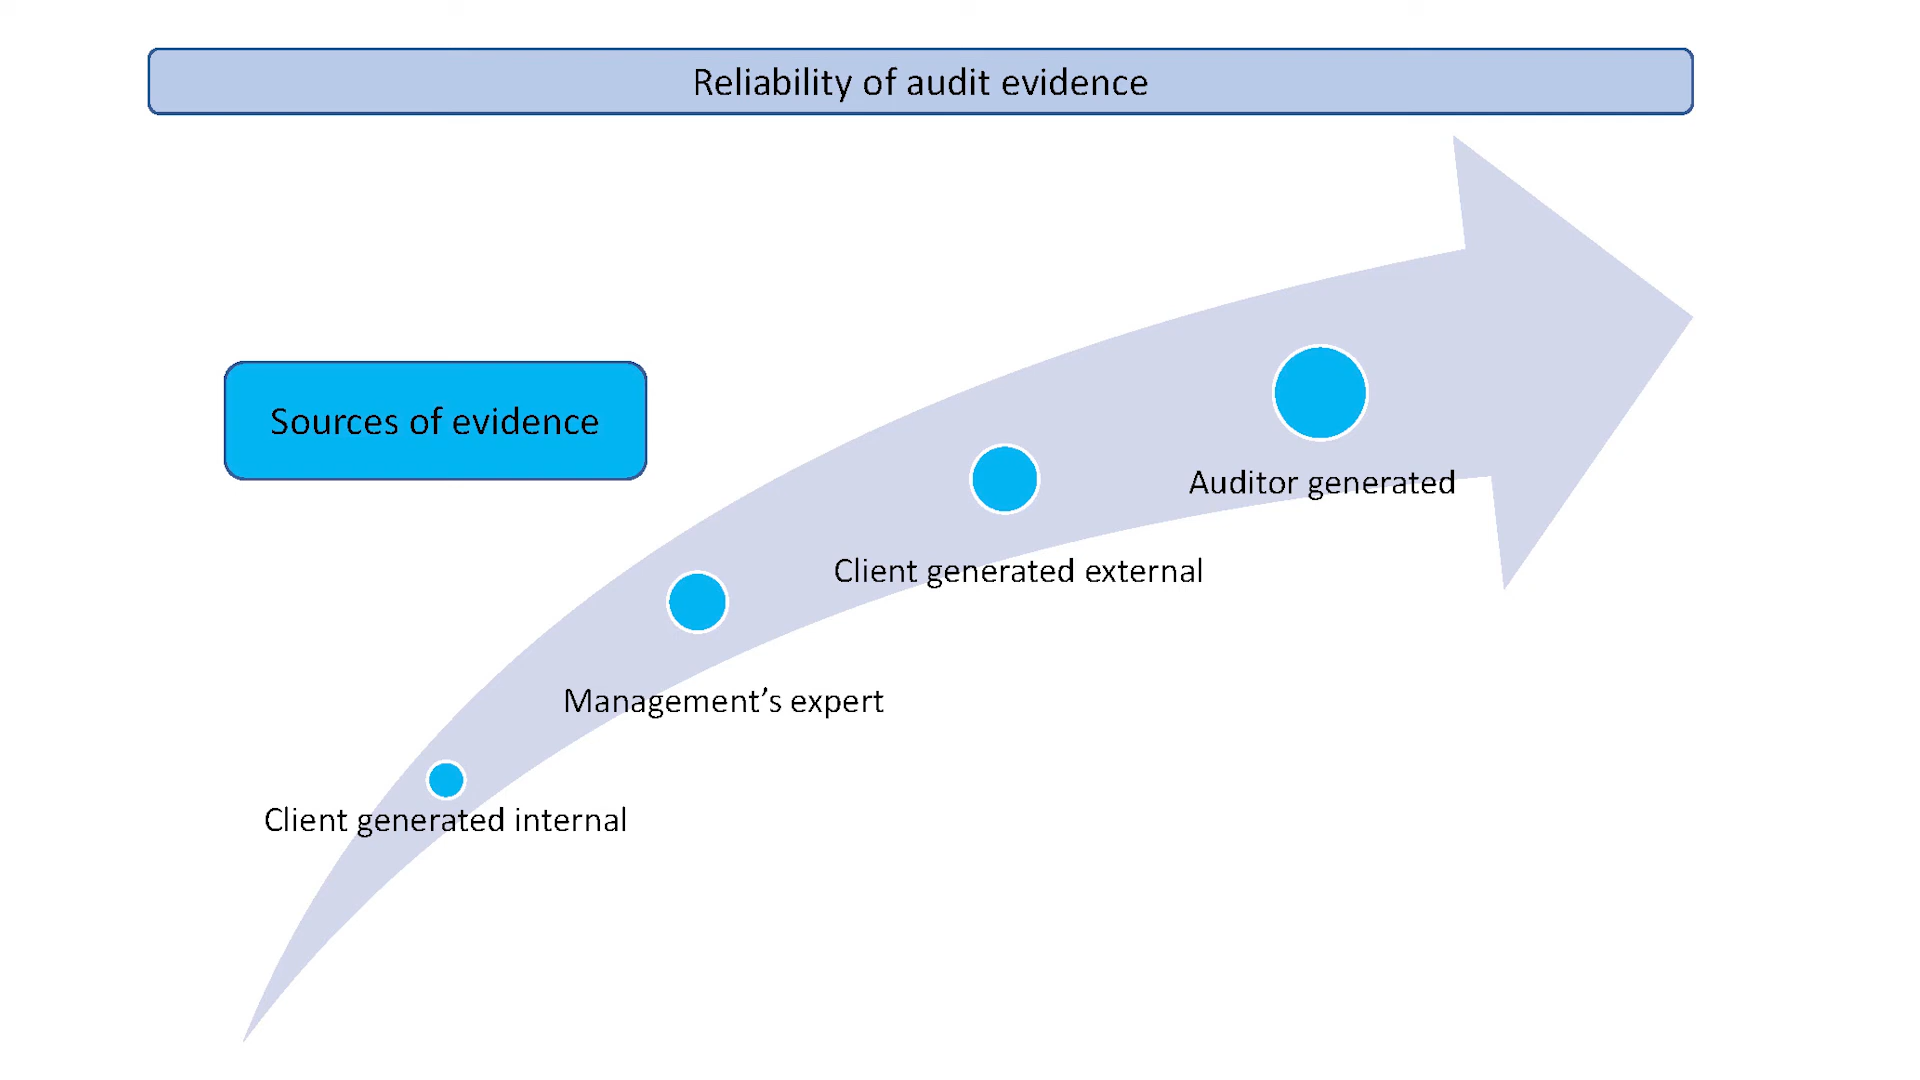 Reliability of audit evidence
Sources of evidence
Auditor generated
Client generated external
Management’s expert
Client generated internal